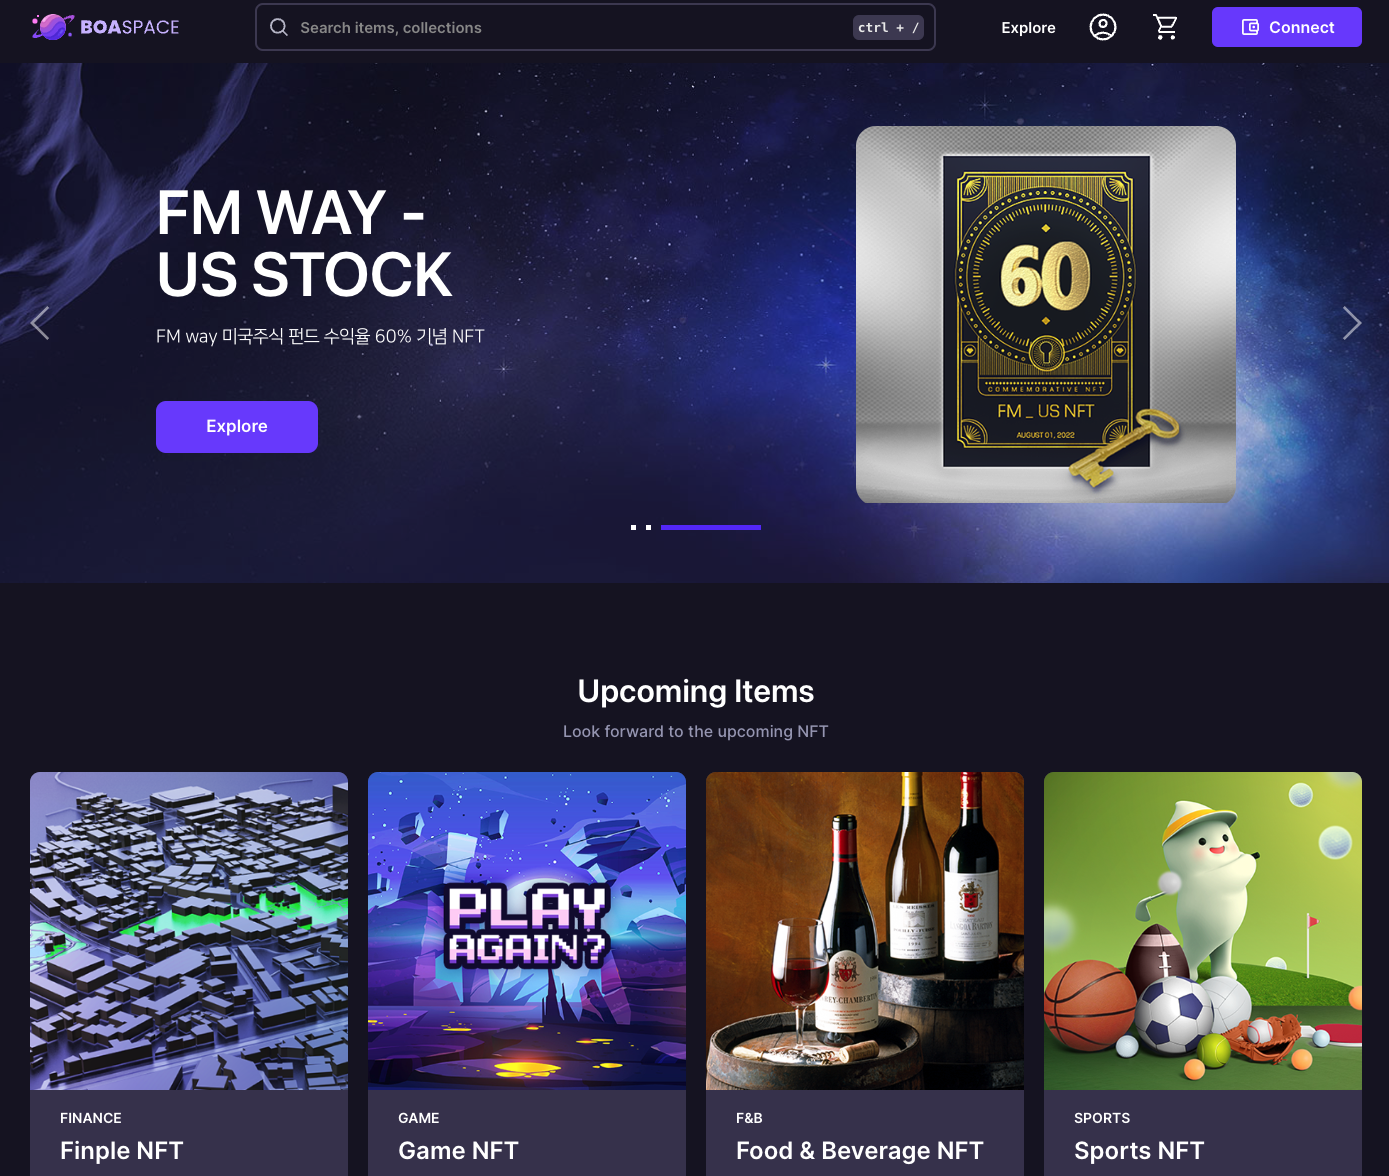 BOASPACE
Search items, collections
ctrl + /
Explore
Connect
FM WAY -
US STOCK
FM way 미국주식 펀드 수익율 60% 기념 NFT
Explore
60
COMMEMORATIVE NFT
FM _ US NFT
AUGUST 01, 2022
Upcoming Items
Look forward to the upcoming NFT
PLAY
AGAIN?
FINANCE
Finple NFT
GAME
Game NFT
F&B
Food & Beverage NFT
SPORTS
Sports NFT